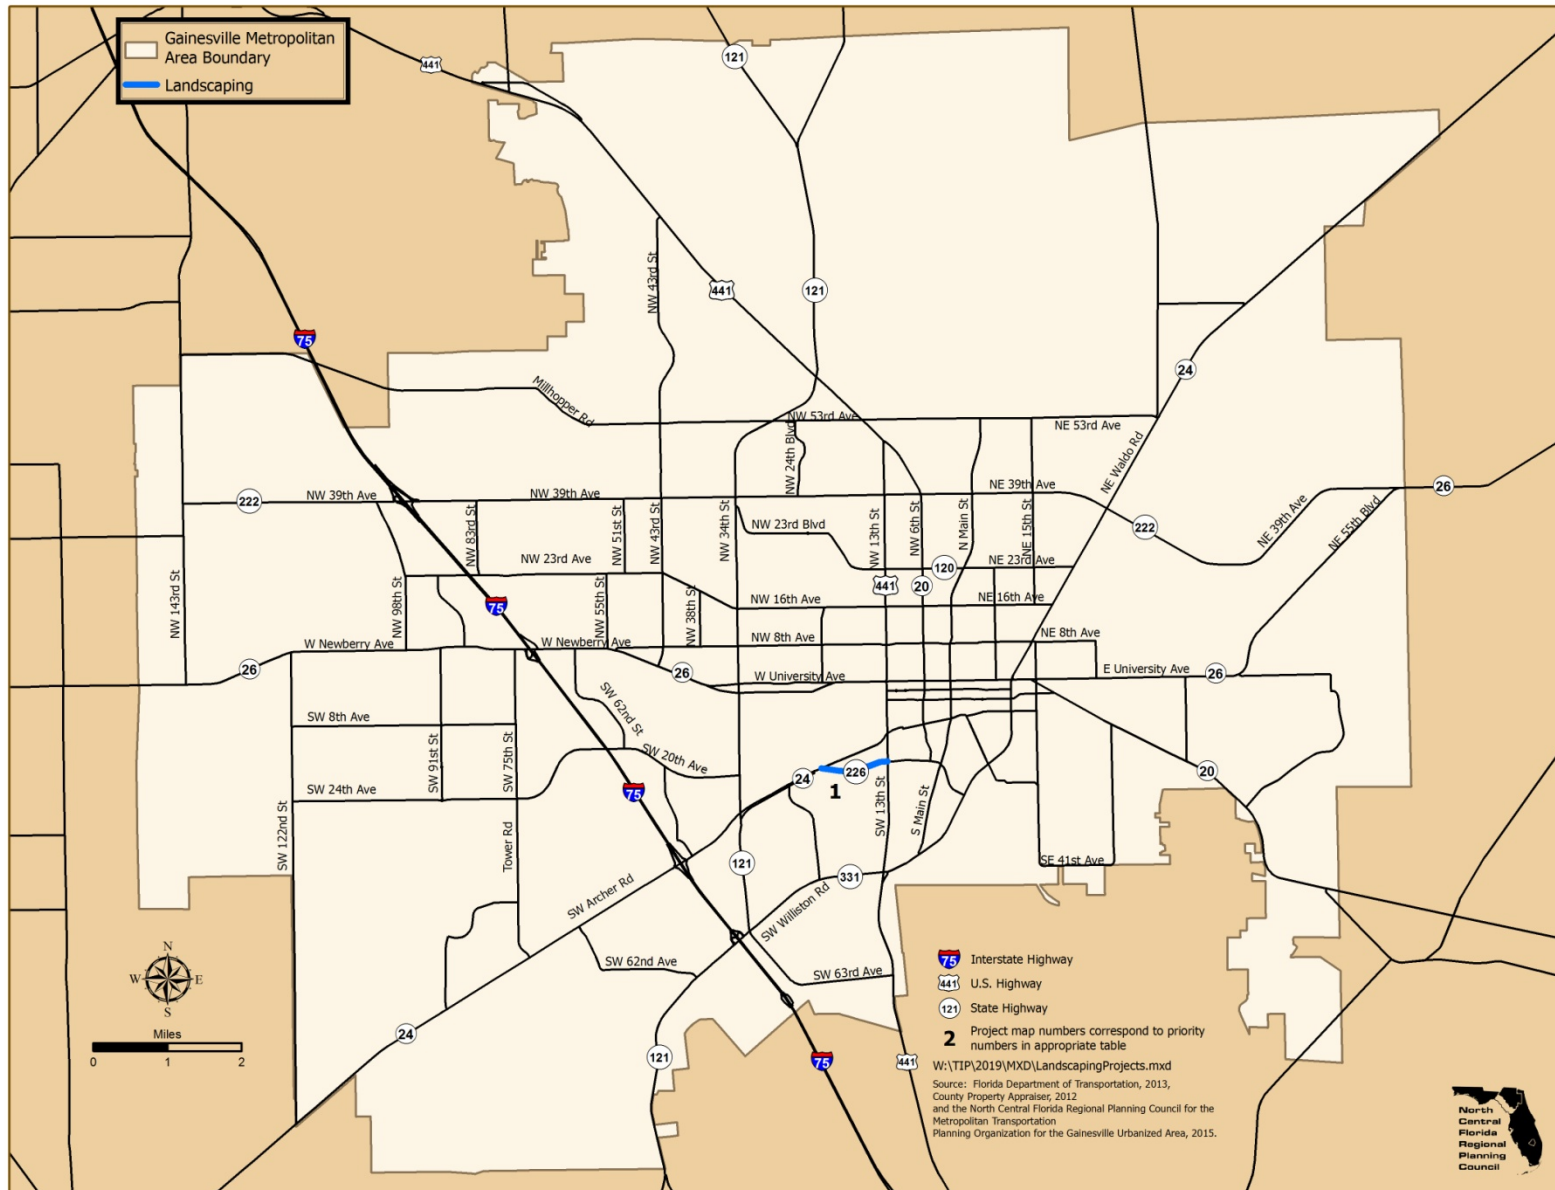 Gainesville Metropolitan
Area Boundary
Landscaping
441
121
NW 43rd St
441
121
75
24
Millhopper Rd
NW 53rd Ave
NE 53rd Ave
NW 24th Blvd
NE Waldo Rd
222
NW 39th Ave
NW 39th Ave
NE 39th Ave
26
NW 83rd St
NW 51st St
NW 43rd St
NW 34th St
NW 23rd Blvd
NW 13th St
NW 6th St
N Main St
NE 15th St
222
NE 39th Ave
NE 55th Blvd
NW 23rd Ave
120
NE 23rd Ave
NW 143rd St
NW 98th St
75
NW 55th St
NW 38th St
NW 16th Ave
441
20
NE 16th Ave
W Newberry Ave
W Newberry Ave
NW 8th Ave
NE 8th Ave
26
26
W University Ave
E University Ave
26
SW 62nd St
SW 8th Ave
SW 91st St
SW 75th St
SW 20th Ave
24
226
20
SW 24th Ave
75
1
SW 13th St
S Main St
SW 122nd St
Tower Rd
121
331
SE 41st Ave
SW Archer Rd
SW Williston Rd
SW 62nd Ave
SW 63rd Ave
N
W E
S
Miles
0 1 2
24
121
75
441
75 Interstate Highway
441 U.S. Highway
121 State Highway
2 Project map numbers correspond to priority
numbers in appropriate table
W:\TIP\2019\MXD\LandscapingProjects.mxd
Source: Florida Department of Transportation, 2013,
County Property Appraiser, 2012
and the North Central Florida Regional Planning Council for the
Metropolitan Transportation
Planning Organization for the Gainesville Urbanized Area, 2015.
North
Central
Florida
Regional
Planning
Council